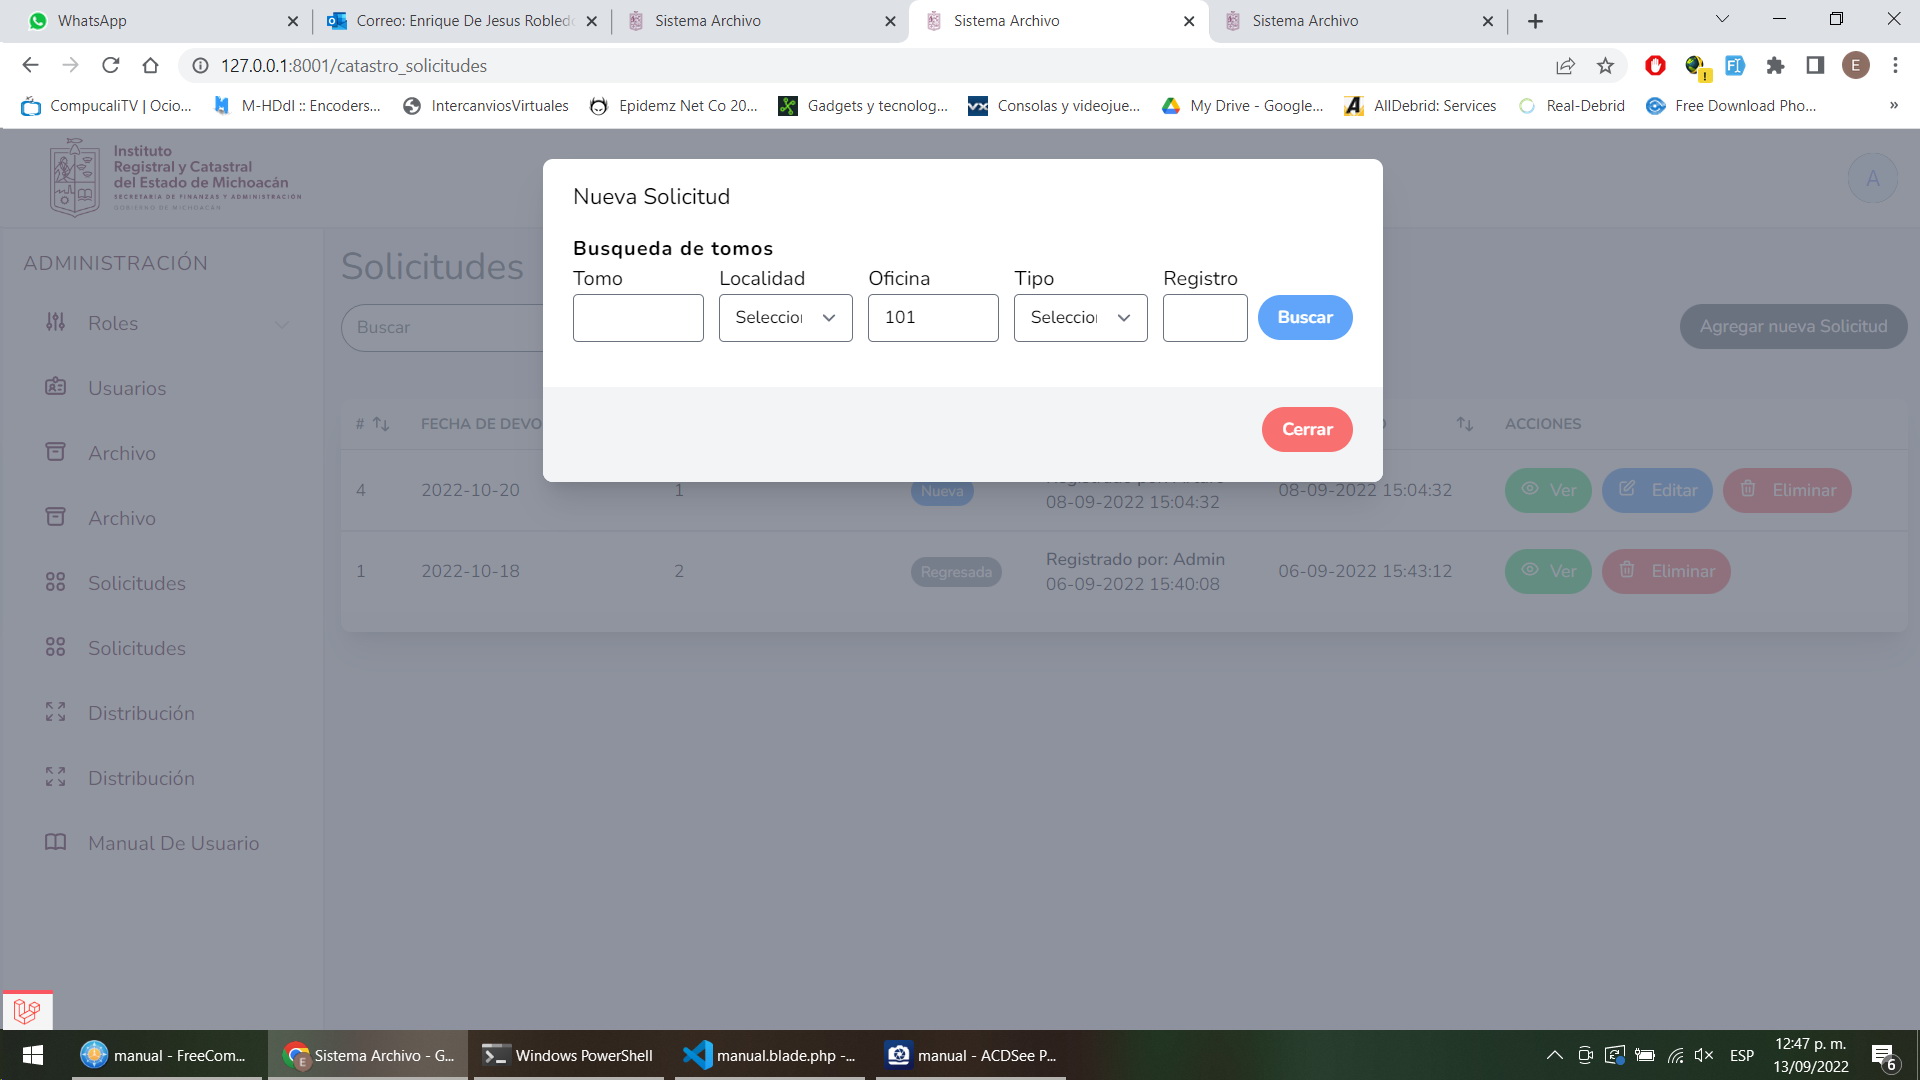 WhatsApp
Correo: Enrique De Jesus Robled
Sistema Archivo
Sistema Archivo
Sistema Archivo
127.0.0.1:8001/catastro_solicitudes
E
CompucaliTV | Ocio...
M-HDdl :: Encoders...
IntercanviosVirtuales
Epidemz Net Co 20...
Gadgets y tecnolog...
Consolas y videojue...
My Drive - Google...
AllDebrid: Services
Real-Debrid
Free Download Pho...
»
Instituto
Registral y Catastral
del Estado de Michoacán
SECRETARÍA DE FINANZAS Y ADMINISTRACIÓN
GOBIERNO DE MICHOACÁN
A
ADMINISTRACIÓN
Roles
Usuarios
Archivo
Archivo
Solicitudes
Solicitudes
Distribución
Distribución
Manual De Usuario
Solicitudes
Buscar
Agregar nueva Solicitud
Nueva Solicitud
Busqueda de tomos
Tomo
Localidad
Oficina
Tipo
Registro
Seleccio
101
Seleccio
Buscar
Cerrar
#
FECHA DE DEVO
ACCIONES
4
2022-10-20
1
Nueva
08-09-2022 15:04:32
08-09-2022 15:04:32
Ver
Editar
Eliminar
1
2022-10-18
2
Regresada
Registrado por: Admin
06-09-2022 15:40:08
06-09-2022 15:43:12
Ver
Eliminar
manual - FreeCom...
Sistema Archivo - G...
Windows PowerShell
manual.blade.php -...
manual - ACDSee P...
ESP
12:47 p. m.
13/09/2022
6